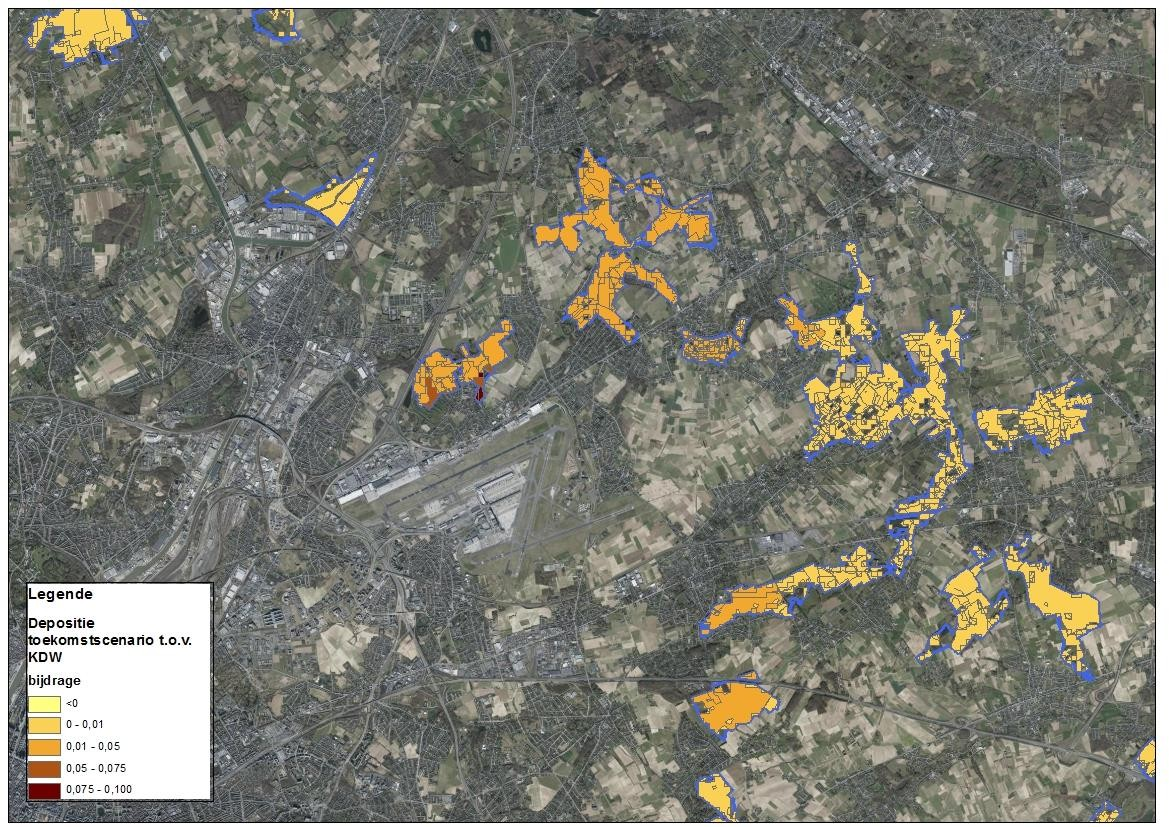 Legende
Depositie
toekomstscenario t.o.v.
KDW
bijdrage
<0
0 - 0,01
0,01 - 0,05
0,05 - 0,075
0,075 - 0,100